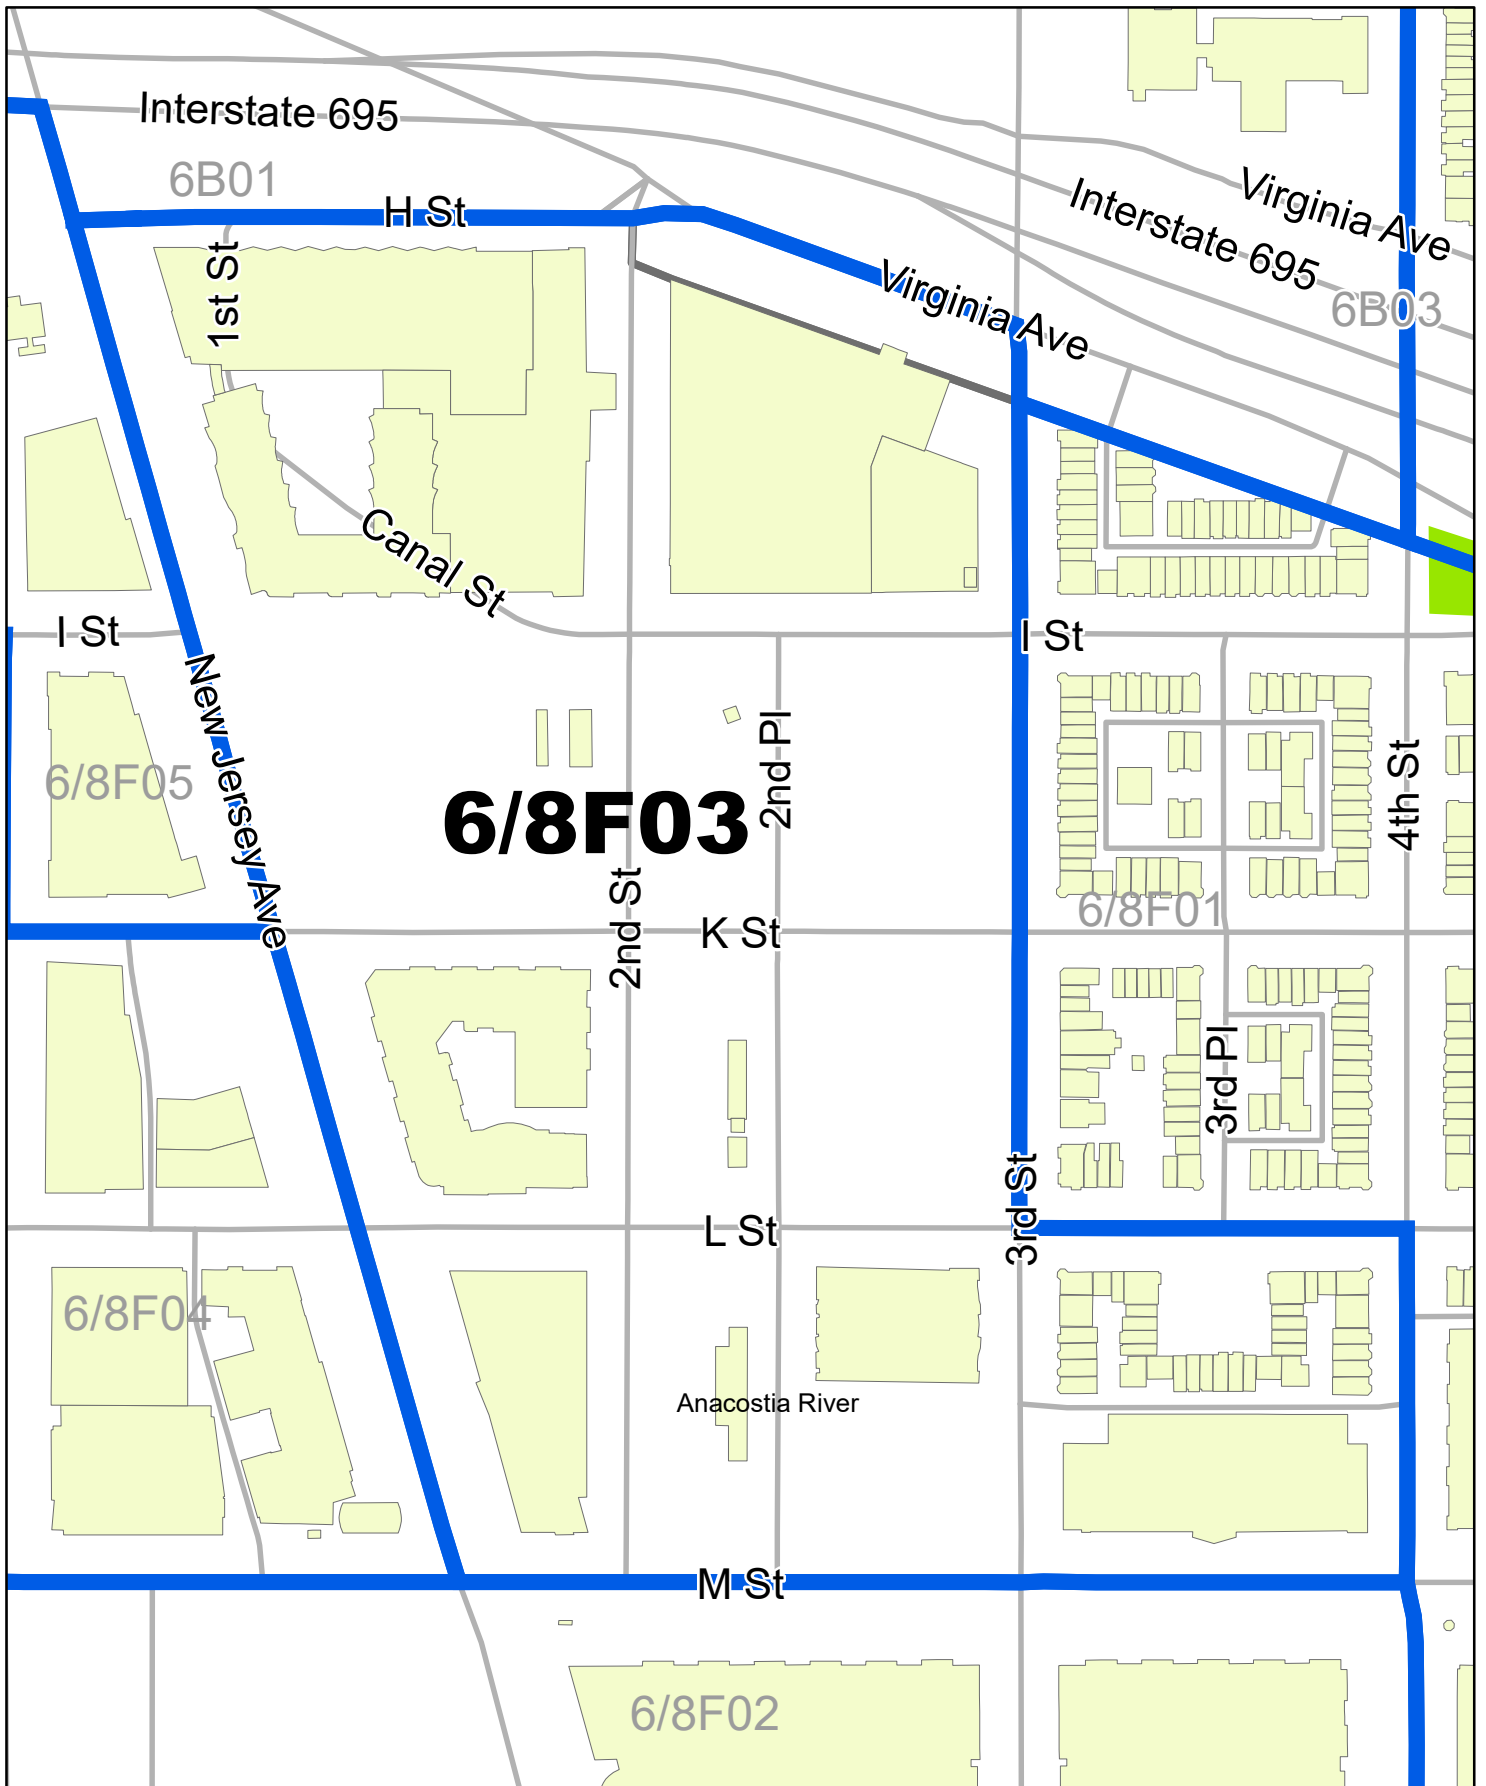 Interstate 695
6B01
Virginia Ave
Interstate 695
H St
1st St
Virginia Ave
6B03
Canal St
I St
I St
New Jersey Ave
6/8F05
2nd Pl
4th St
6/8F03
2nd St
6/8F01
K St
3rd Pl
3rd St
L St
6/8F04
Anacostia River
M St
6/8F02